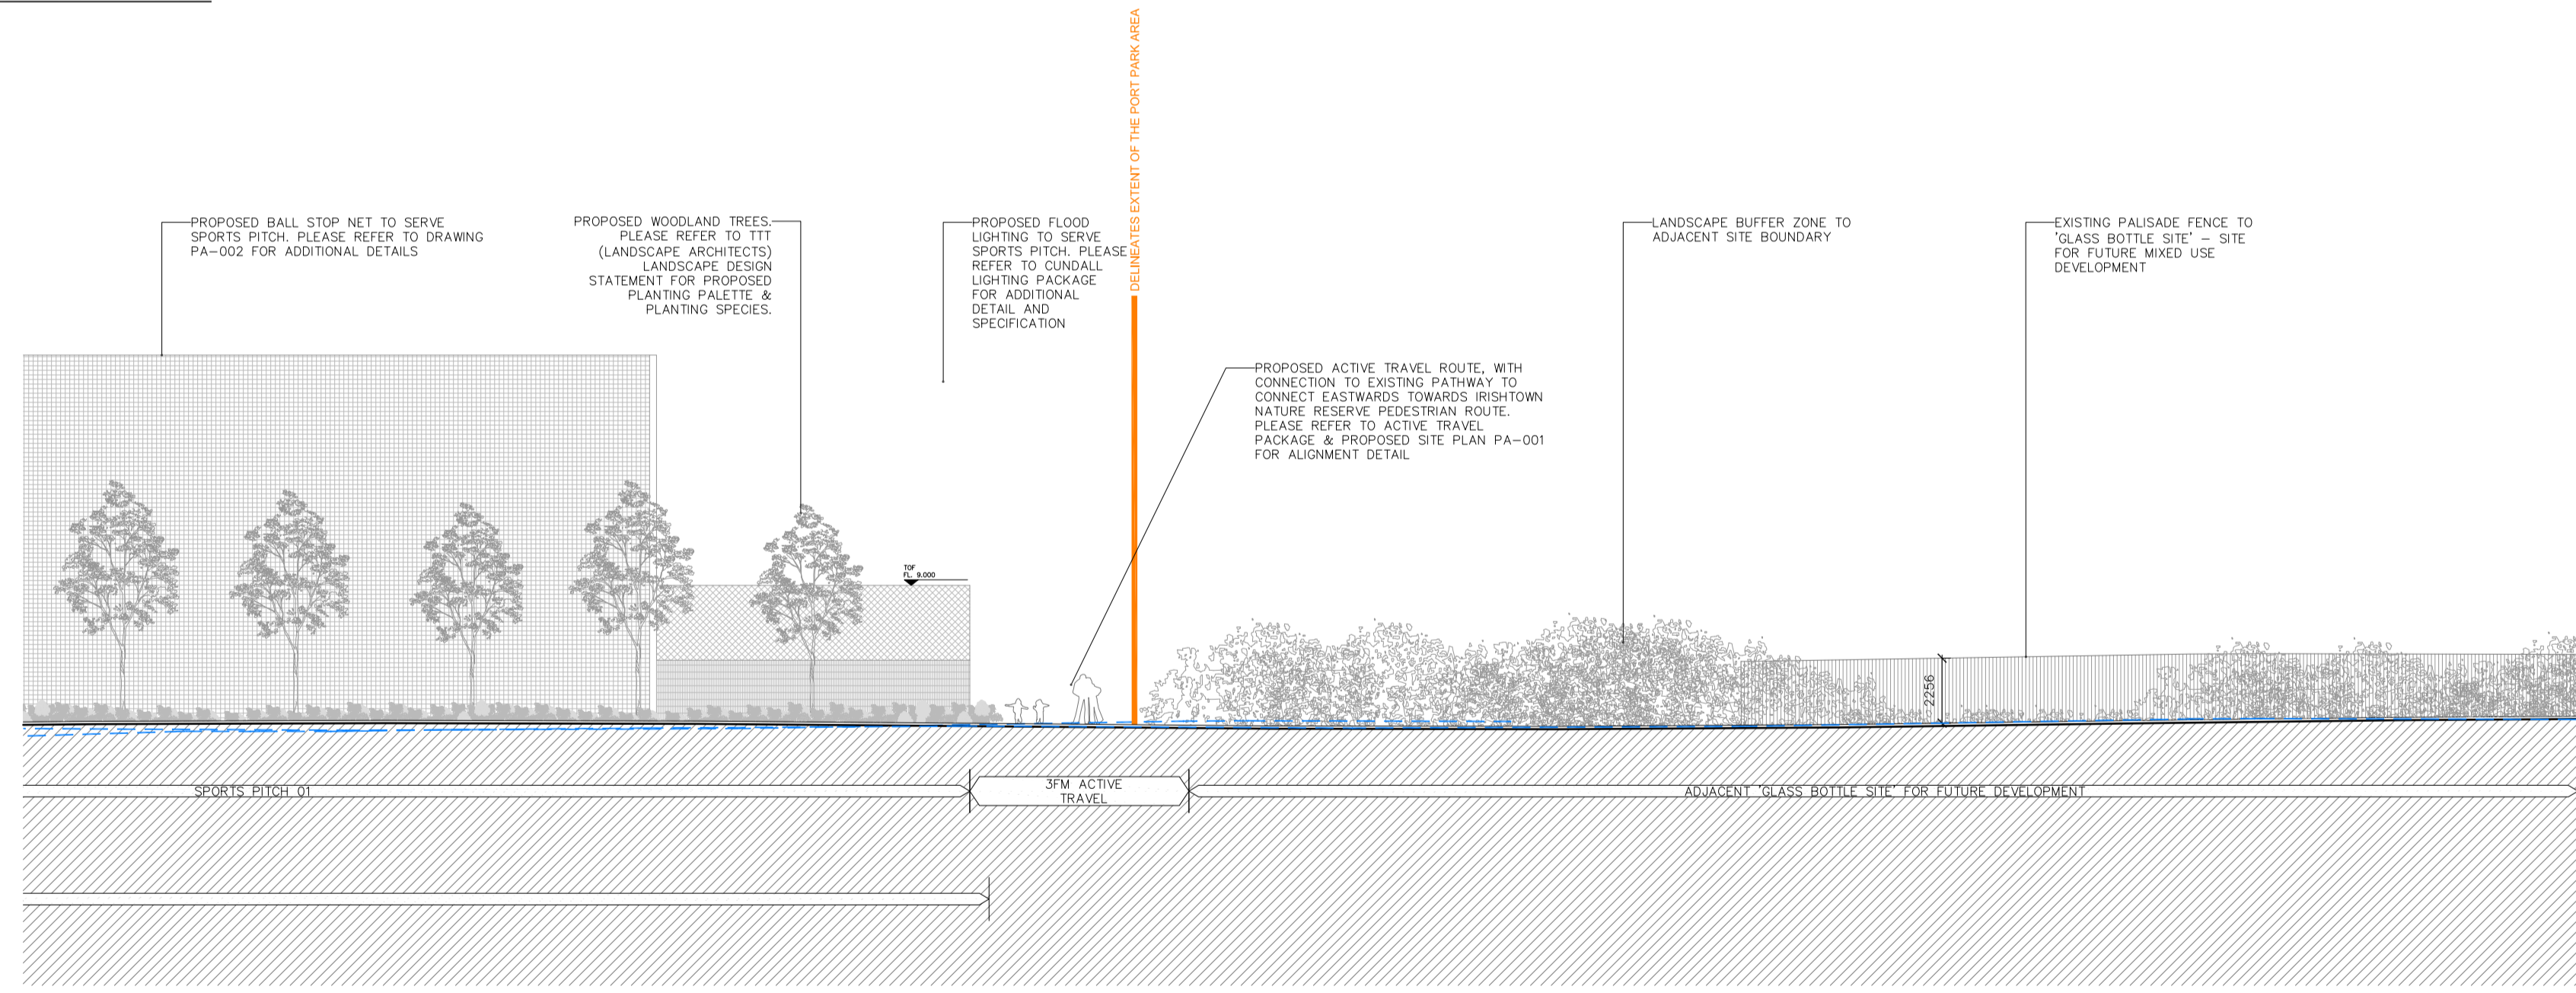 DELINEATES EXTENT OF THE PORT PARK AREA
PROPOSED BALL STOP NET TO SERVE
SPORTS PITCH. PLEASE REFER TO DRAWING
PA-002 FOR ADDITIONAL DETAILS
PROPOSED WOODLAND TREES.
PLEASE REFER TO TTT
(LANDSCAPE ARCHITECTS)
LANDSCAPE DESIGN
STATEMENT FOR PROPOSED
PLANTING PALETTE &
PLANTING SPECIES.
PROPOSED FLOOD
LIGHTING TO SERVE
SPORTS PITCH. PLEASE
REFER TO CUNDALL
LIGHTING PACKAGE
FOR ADDITIONAL
DETAIL AND
SPECIFICATION
LANDSCAPE BUFFER ZONE TO
ADJACENT SITE BOUNDARY
EXISTING PALISADE FENCE TO
'GLASS BOTTLE SITE' – SITE
FOR FUTURE MIXED USE
DEVELOPMENT
PROPOSED ACTIVE TRAVEL ROUTE, WITH
CONNECTION TO EXISTING PATHWAY TO
CONNECT EASTWARDS TOWARDS IRISHTOWN
NATURE RESERVE PEDESTRIAN ROUTE.
PLEASE REFER TO ACTIVE TRAVEL
PACKAGE & PROPOSED SITE PLAN PA-001
FOR ALIGNMENT DETAIL
TOF
FL. 9.000
2256
SPORTS PITCH 01
3FM ACTIVE
TRAVEL
ADJACENT 'GLASS BOTTLE SITE' FOR FUTURE DEVELOPMENT